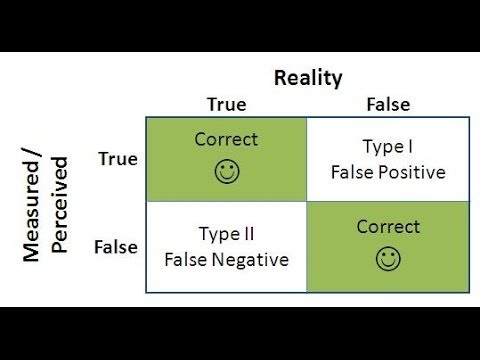 Reality
True
False
Measured /
Perceived
True
Correct
Type I
False Positive
False
Type II
False Negative
Correct